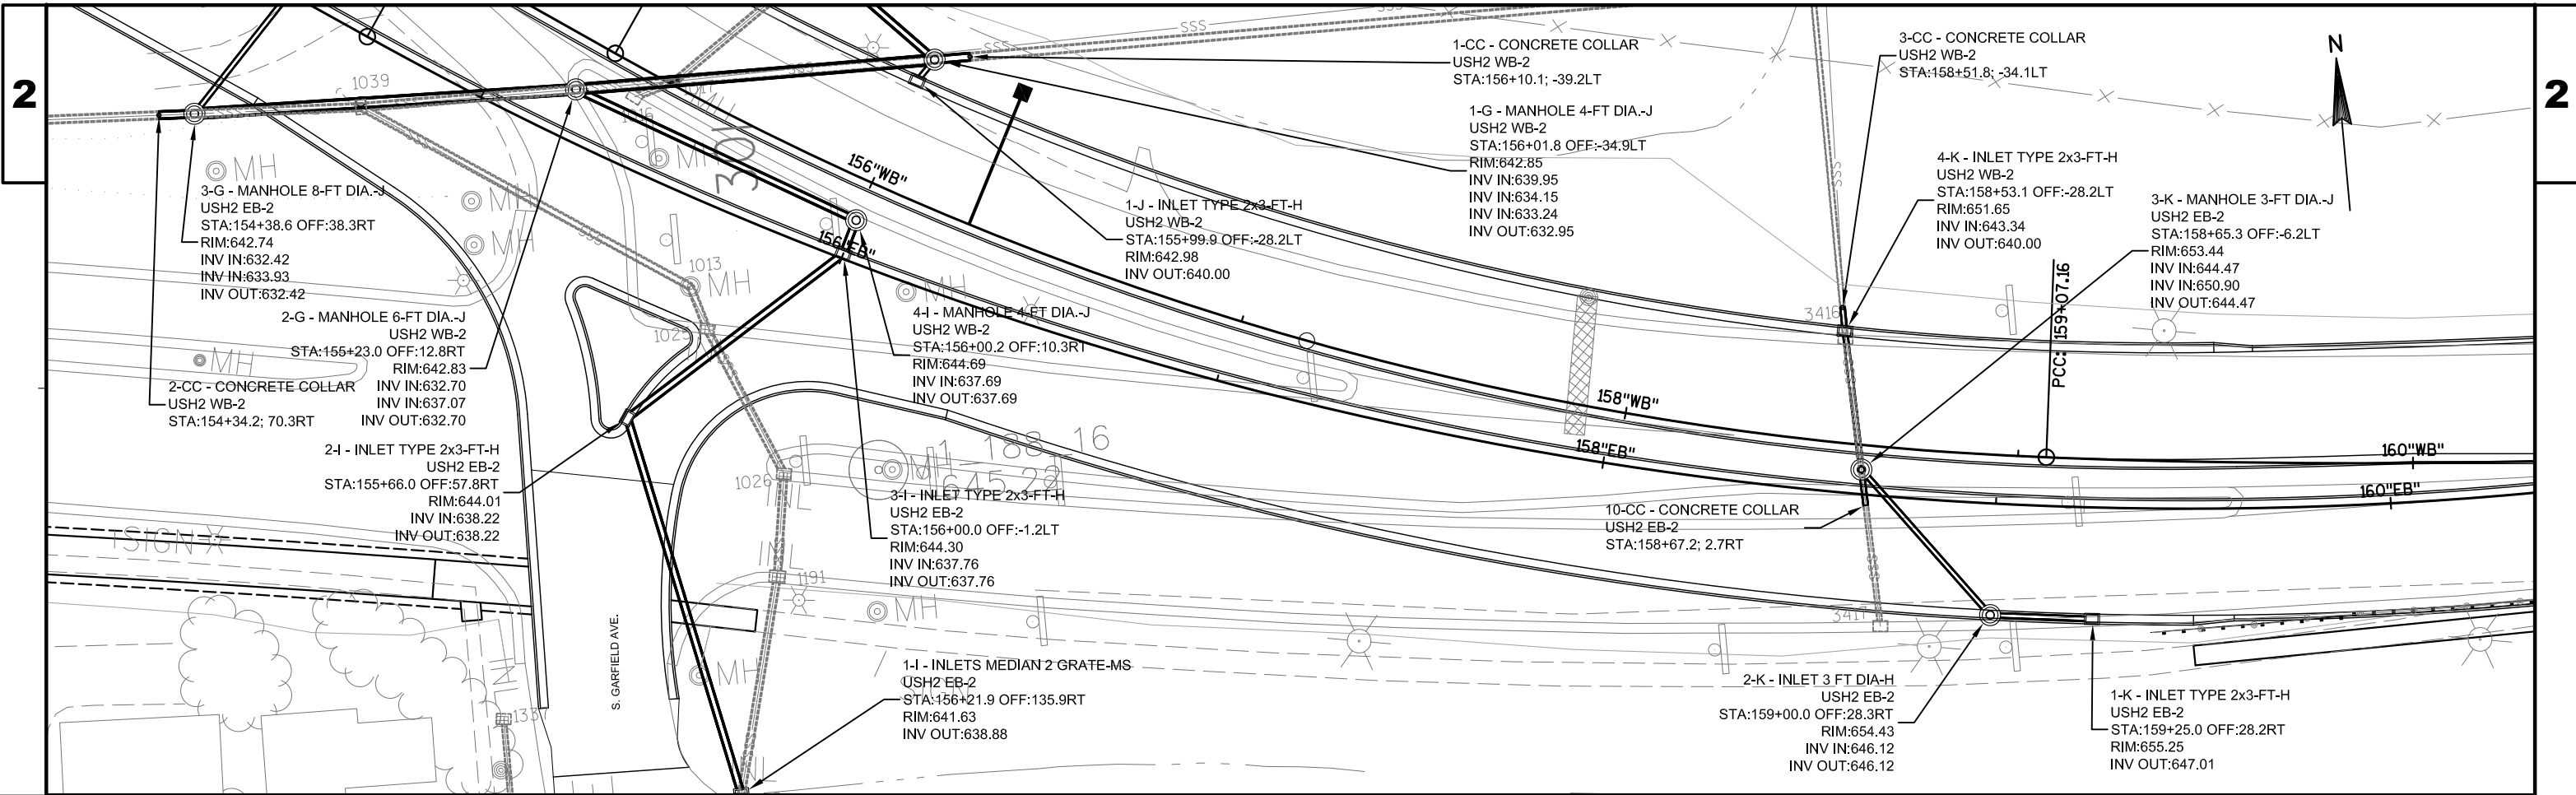 2
2
N
1-CC - CONCRETE COLLAR
USH2 WB-2
STA:156+10.1; -39.2LT
3-CC - CONCRETE COLLAR
USH2 WB-2
STA:158+51.8; -34.1LT
1-G - MANHOLE 4-FT DIA.-J
USH2 WB-2
STA:156+01.8 OFF:-34.9LT
RIM:642.85
INV IN:639.95
INV IN:634.15
INV IN:633.24
INV OUT:632.95
4-K - INLET TYPE 2x3-FT-H
USH2 WB-2
STA:158+53.1 OFF:-28.2LT
RIM:651.65
INV IN:643.34
INV OUT:640.00
3-K - MANHOLE 3-FT DIA.-J
USH2 EB-2
STA:158+65.3 OFF:-6.2LT
RIM:653.44
INV IN:644.47
INV IN:650.90
INV OUT:644.47
3-G - MANHOLE 8-FT DIA.-J
USH2 EB-2
STA:154+38.6 OFF:38.3RT
RIM:642.74
INV IN:632.42
INV IN:633.93
INV OUT:632.42
1-J - INLET TYPE 2x3-FT-H
USH2 WB-2
STA:155+99.9 OFF:-28.2LT
RIM:642.98
INV OUT:640.00
2-G - MANHOLE 6-FT DIA.-J
USH2 WB-2
STA:155+23.0 OFF:12.8RT
RIM:642.83
INV IN:632.70
INV IN:637.07
INV OUT:632.70
4-I - MANHOLE 4-FT DIA.-J
USH2 WB-2
STA:156+00.2 OFF:10.3RT
RIM:644.69
INV IN:637.69
INV OUT:637.69
2-CC - CONCRETE COLLAR
USH2 WB-2
STA:154+34.2; 70.3RT
2-I - INLET TYPE 2x3-FT-H
USH2 EB-2
STA:155+66.0 OFF:57.8RT
RIM:644.01
INV IN:638.22
INV OUT:638.22
3-I - INLET TYPE 2x3-FT-H
USH2 EB-2
STA:156+00.0 OFF:-1.2LT
RIM:644.30
INV IN:637.76
INV OUT:637.76
10-CC - CONCRETE COLLAR
USH2 EB-2
STA:158+67.2; 2.7RT
1-I - INLETS MEDIAN 2 GRATE-MS
USH2 EB-2
STA:156+21.9 OFF:135.9RT
RIM:641.63
INV OUT:638.88
2-K - INLET 3 FT DIA-H
USH2 EB-2
STA:159+00.0 OFF:28.3RT
RIM:654.43
INV IN:646.12
INV OUT:646.12
1-K - INLET TYPE 2x3-FT-H
USH2 EB-2
STA:159+25.0 OFF:28.2RT
RIM:655.25
INV OUT:647.01
156"WB"
156"EB"
158"WB"
158"EB"
160"WB"
160"EB"
PCC: 159+07.16
S. GARFIELD AVE.
1039
1013
1026
1191
3416
3417
301
MH
MH
MH
MH
MH
MH
MH
MH
MH
MH
SSS
SSS
SSS
SSS
INL
INL